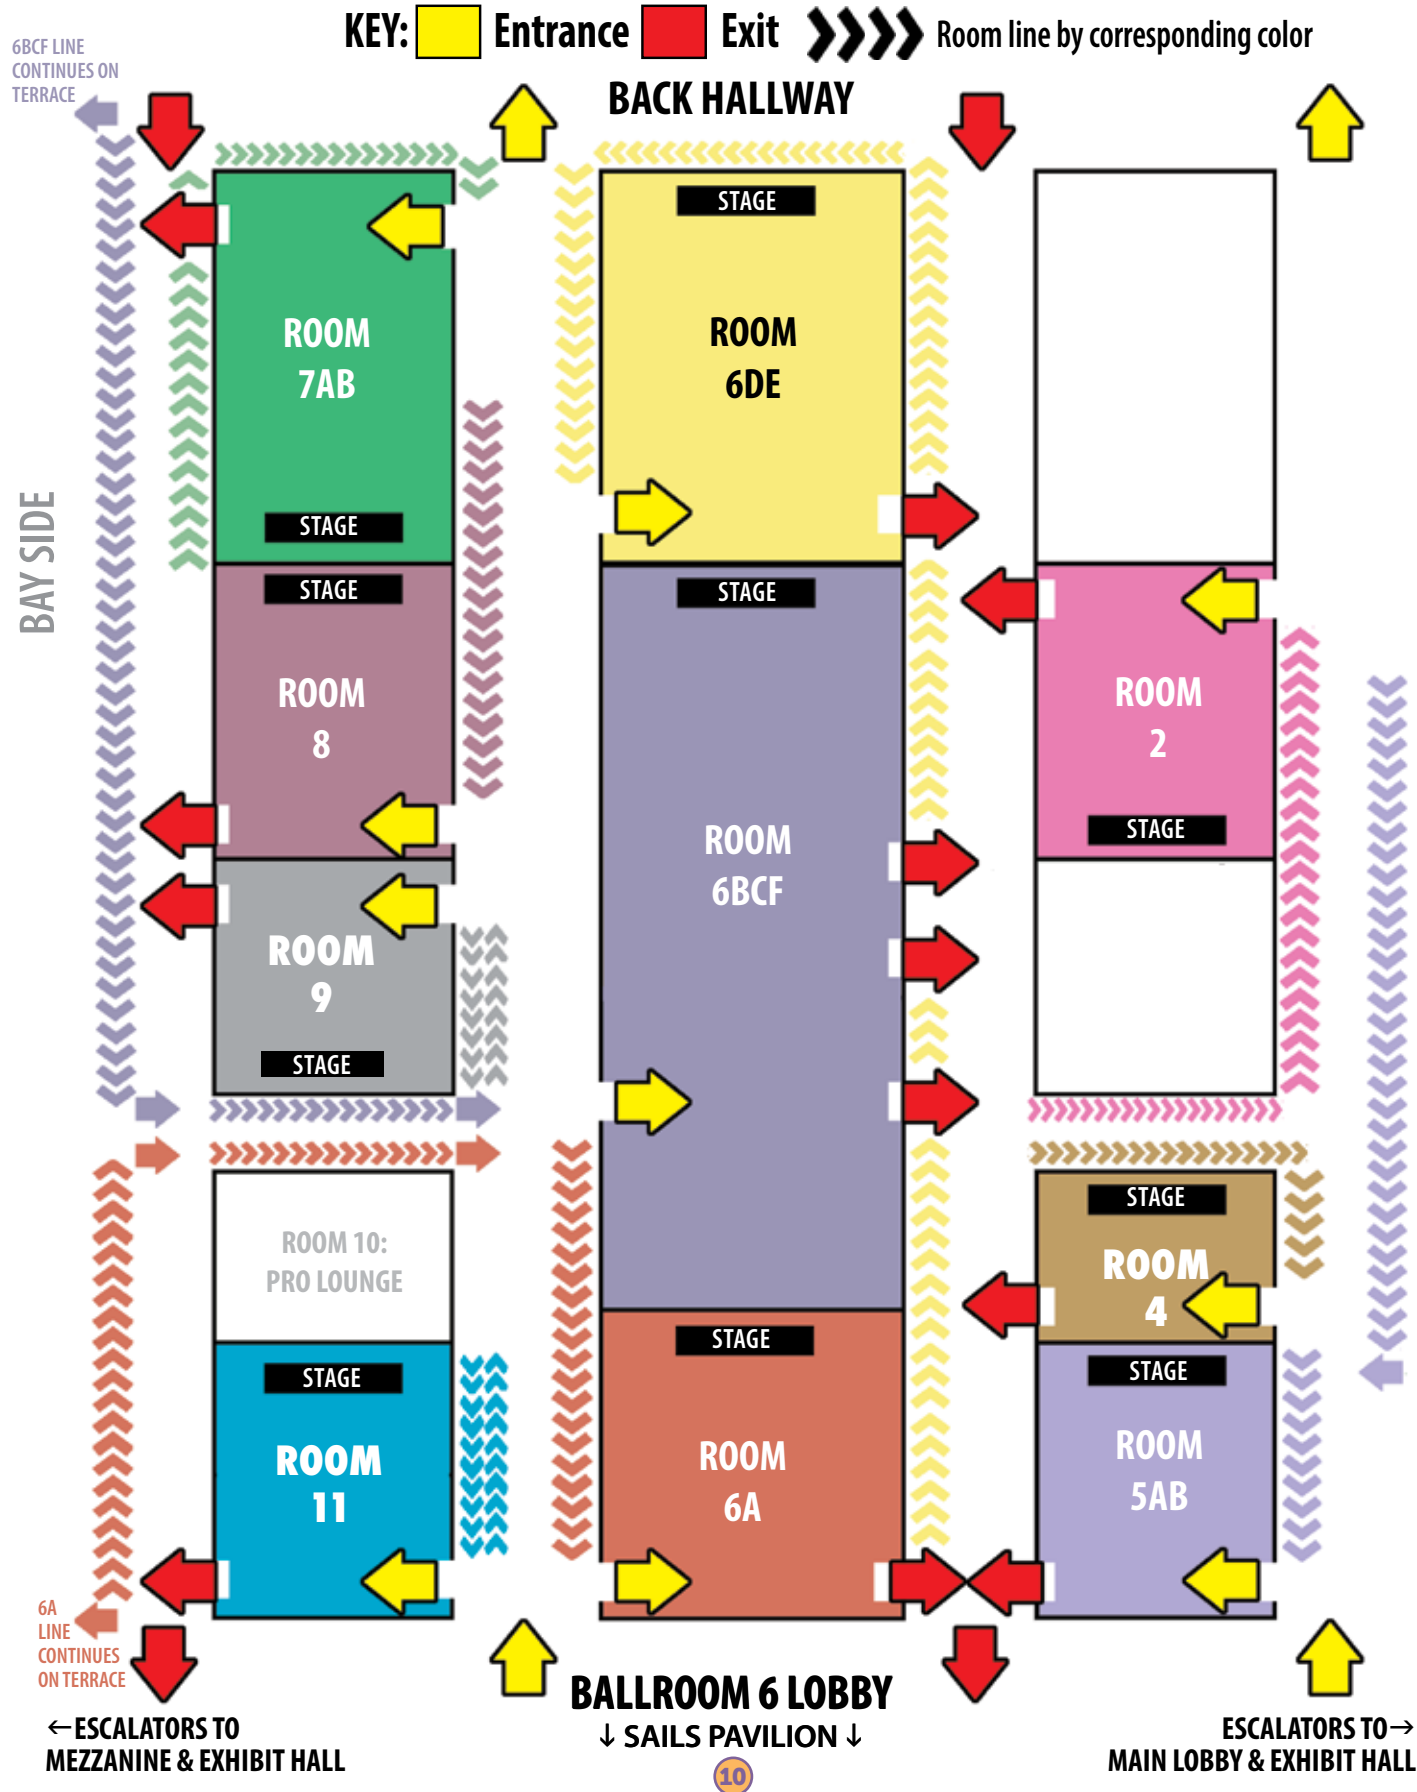 KEY: Entrance Exit Room line by corresponding color
6BCF LINE
CONTINUES ON
TERRACE
BACK HALLWAY
STAGE
ROOM
7AB
ROOM
6DE
BAY SIDE
STAGE
STAGE
STAGE
ROOM
8
ROOM
2
STAGE
ROOM
6BCF
ROOM
9
STAGE
STAGE
ROOM 10:
PRO LOUNGE
ROOM
4
STAGE
STAGE
STAGE
ROOM
11
ROOM
6A
ROOM
5AB
6A
LINE
CONTINUES
ON TERRACE
BALLROOM 6 LOBBY
←ESCALATORS TO
MEZZANINE & EXHIBIT HALL
↓ SAILS PAVILION ↓
ESCALATORS TO→
MAIN LOBBY & EXHIBIT HALL
10